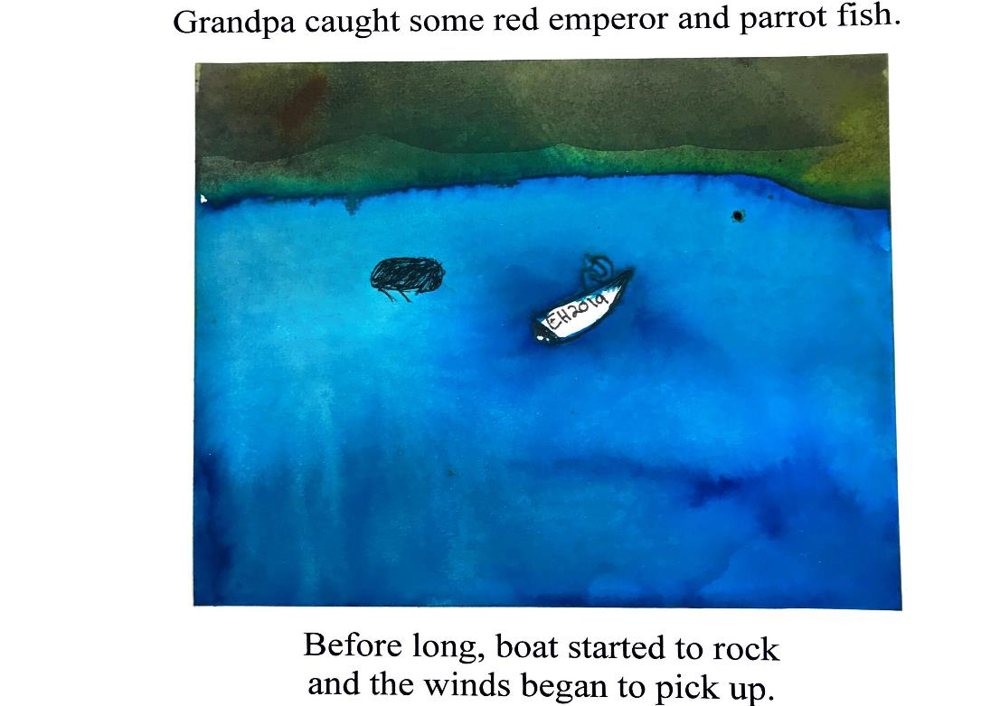 Grandpa caught some red emperor and parrot fish.
EH2019
Before long, boat started to rock
and the winds began to pick up.